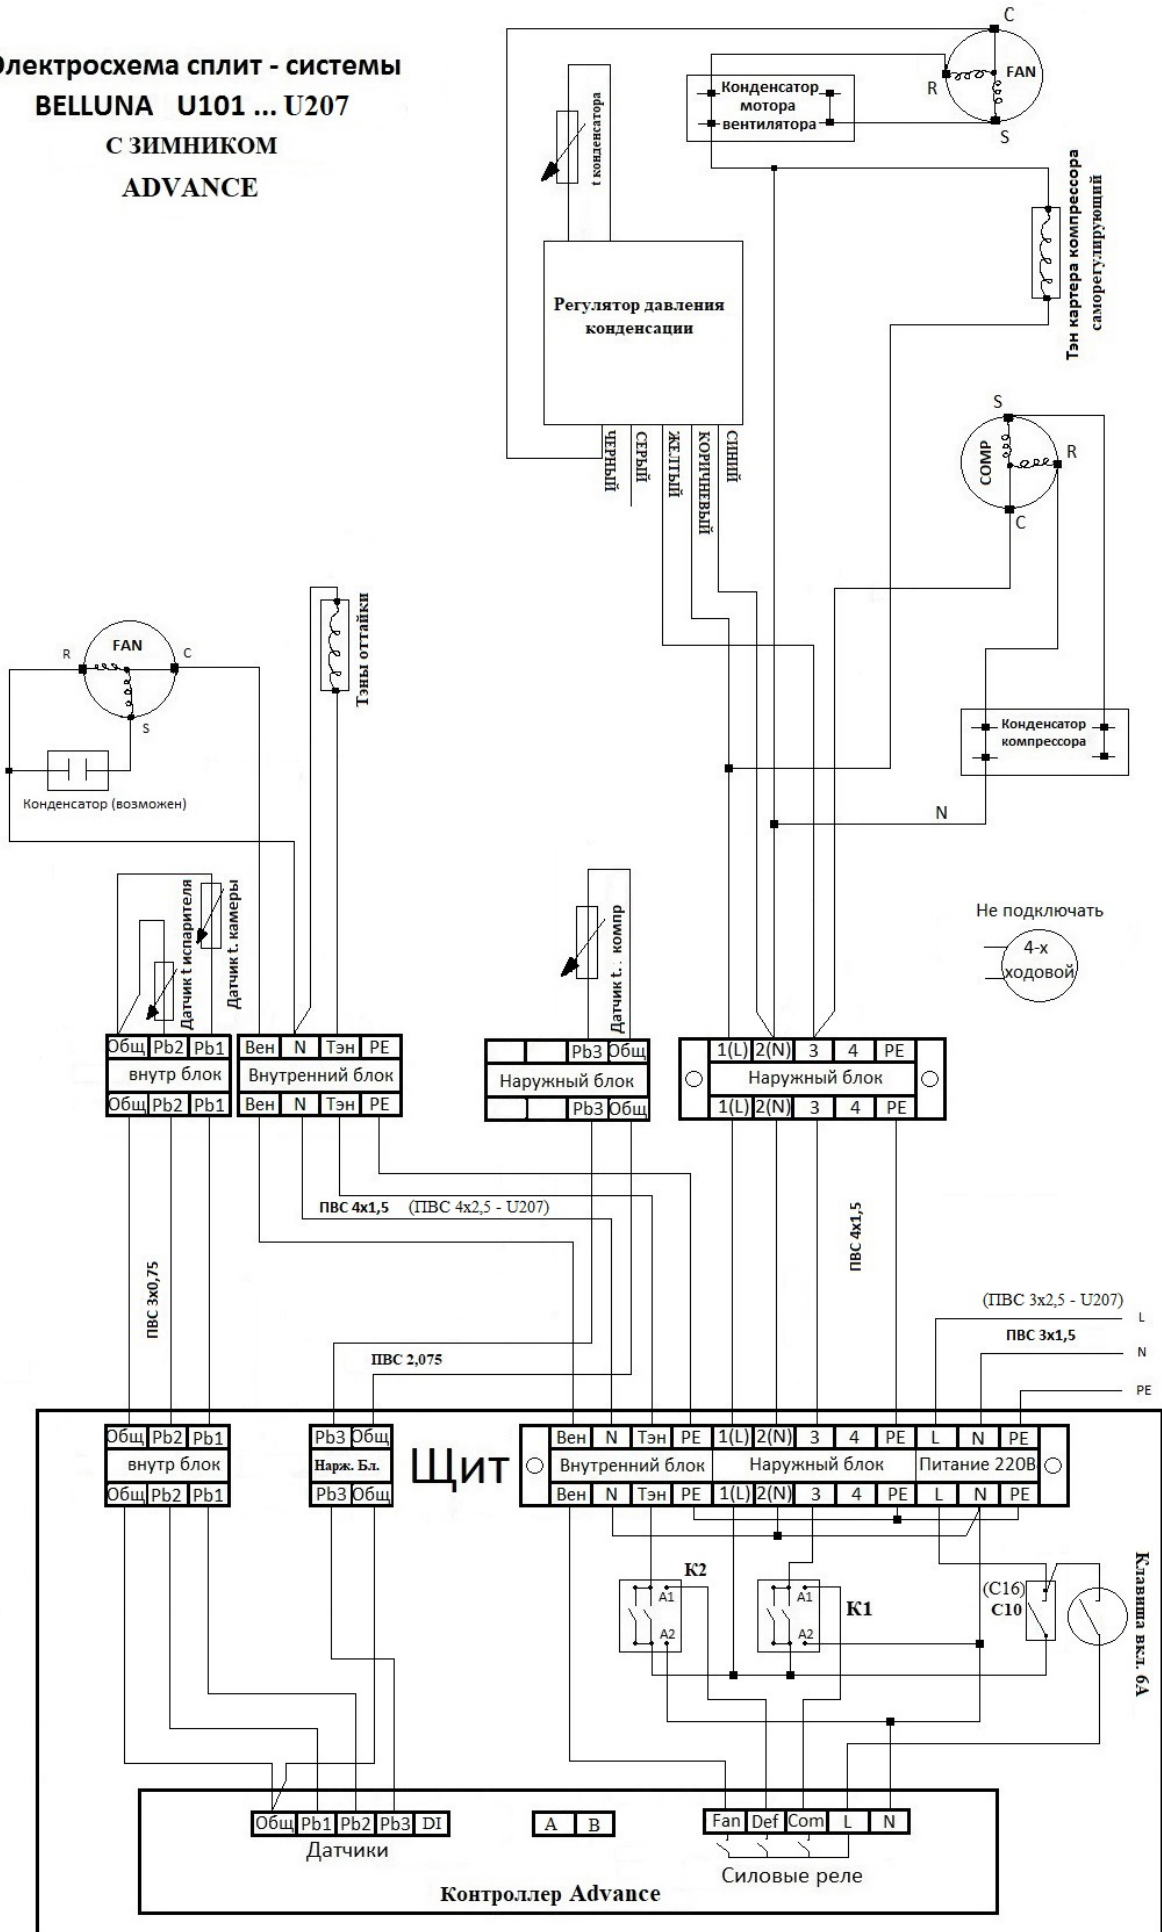 Электросхема сплит - системы
BELLUNA U101 ... U207
С ЗИМНИКОМ
ADVANCE
C
FAN
R
S
Конденсатор
мотора
вентилятора
t конденсатора
Тэн картера компрессора
саморегулирующий
Регулятор давления
конденсации
ЧЕРНЫЙ
СЕРЫЙ
ЖЕЛТЫЙ
КОРИЧНЕВЫЙ
СИНИЙ
S
COMP
R
C
Конденсатор
компрессора
N
FAN
R
C
S
Тэны оттайки
Конденсатор (возможен)
Датчик t испарителя
Датчик t. камеры
Датчик t. . компр
Не подключать
4-х
ходовой
Общ Pb2 Pb1
внутр блок
Общ Pb2 Pb1
Вен N Тэн PE
Внутренний блок
Вен N Тэн PE
Pb3 Общ
Наружный блок
Pb3 Общ
1(L) 2(N) 3 4 PE
Наружный блок
1(L) 2(N) 3 4 PE
ПВС 4х1,5 (ПВС 4х2,5 - U207)
ПВС 4х1,5
ПВС 3х0,75
ПВС 2,075
(ПВС 3х2,5 - U207)
L
ПВС 3х1,5
N
PE
Общ Pb2 Pb1
внутр блок
Общ Pb2 Pb1
Pb3 Общ
Нарж. Бл.
Pb3 Общ
Щит
Вен N Тэн PE 1(L) 2(N) 3 4 PE L N PE
Внутренний блок Наружный блок Питание 220В
Вен N Тэн PE 1(L) 2(N) 3 4 PE L N PE
К2
A1
A2
К1
A1
A2
(С16)
С10
Клавиша вкл. 6А
Общ Pb1 Pb2 Pb3 DI
Датчики
A B
Fan Def Com L N
Силовые реле
Контроллер Advance